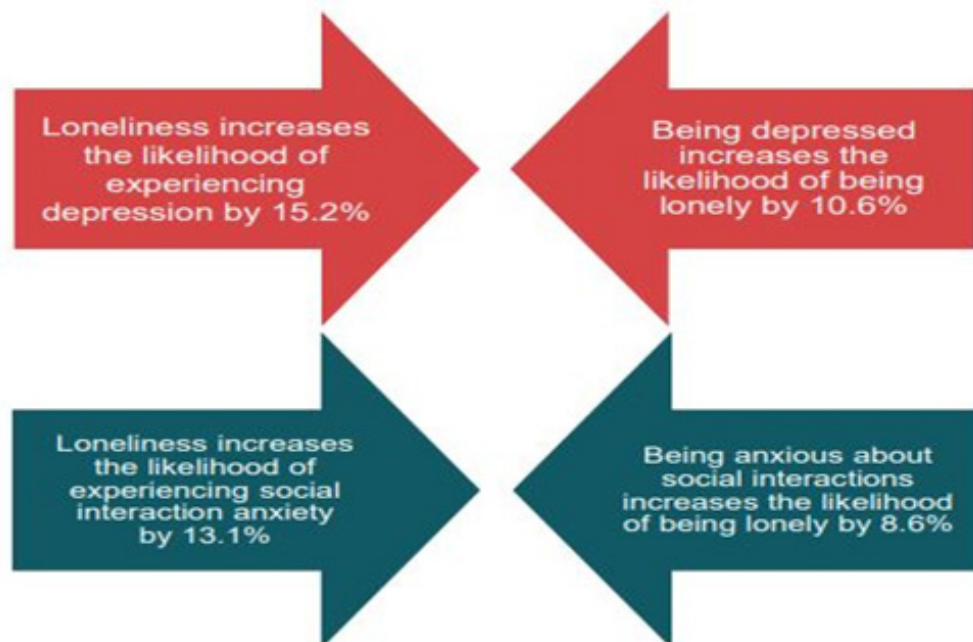 Loneliness increases
the likelihood of
experiencing
depression by 15.2%
Being depressed
increases the
likelihood of being
lonely by 10.6%
Loneliness increases
the likelihood of
experiencing social
interaction anxiety
by 13.1%
Being anxious about
social interactions
increases the likelihood
of being lonely by 8.6%